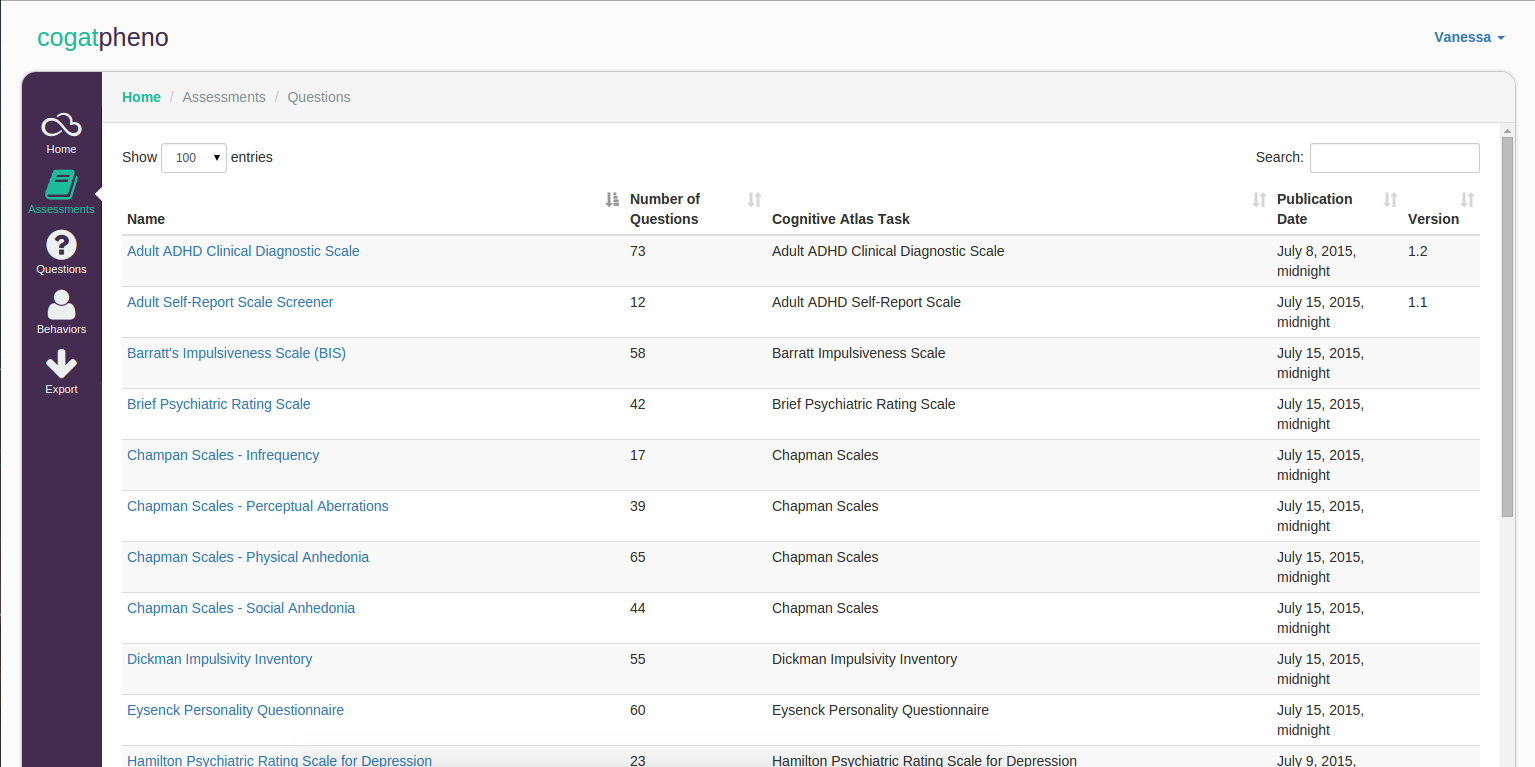 cogatpheno
Vanessa
Home / Assessments / Questions
Home
Assessments
Questions
Behaviors
Export
Show 100 entries Search:
Name Number of Questions Cognitive Atlas Task Publication Date Version
Adult ADHD Clinical Diagnostic Scale 73 Adult ADHD Clinical Diagnostic Scale July 8, 2015, 1.2
midnight
Adult Self-Report Scale Screener 12 Adult ADHD Self-Report Scale July 15, 2015, 1.1
midnight
Barratt's Impulsiveness Scale (BIS) 58 Barratt Impulsiveness Scale July 15, 2015,
midnight
Brief Psychiatric Rating Scale 42 Brief Psychiatric Rating Scale July 15, 2015,
midnight
Champan Scales - Infrequency 17 Chapman Scales July 15, 2015,
midnight
Chapman Scales - Perceptual Aberrations 39 Chapman Scales July 15, 2015,
midnight
Chapman Scales - Physical Anhedonia 65 Chapman Scales July 15, 2015,
midnight
Chapman Scales - Social Anhedonia 44 Chapman Scales July 15, 2015,
midnight
Dickman Impulsivity Inventory 55 Dickman Impulsivity Inventory July 15, 2015,
midnight
Eysenck Personality Questionnaire 60 Eysenck Personality Questionnaire July 15, 2015,
midnight
Hamilton Psychiatric Rating Scale for Depression 23 Hamilton Psychiatric Rating Scale for Depression July 9, 2015,